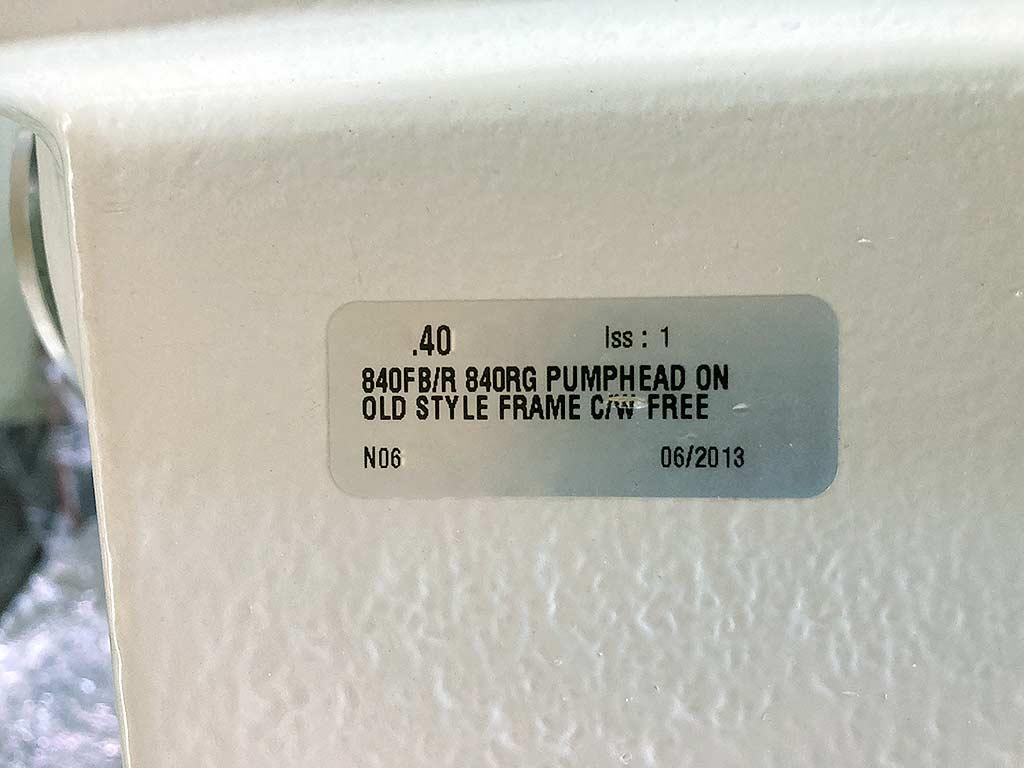 .40 Iss : 1
840FB/R 840RG PUMPHEAD ON
OLD STYLE FRAME C/W FREE
N06 06/2013